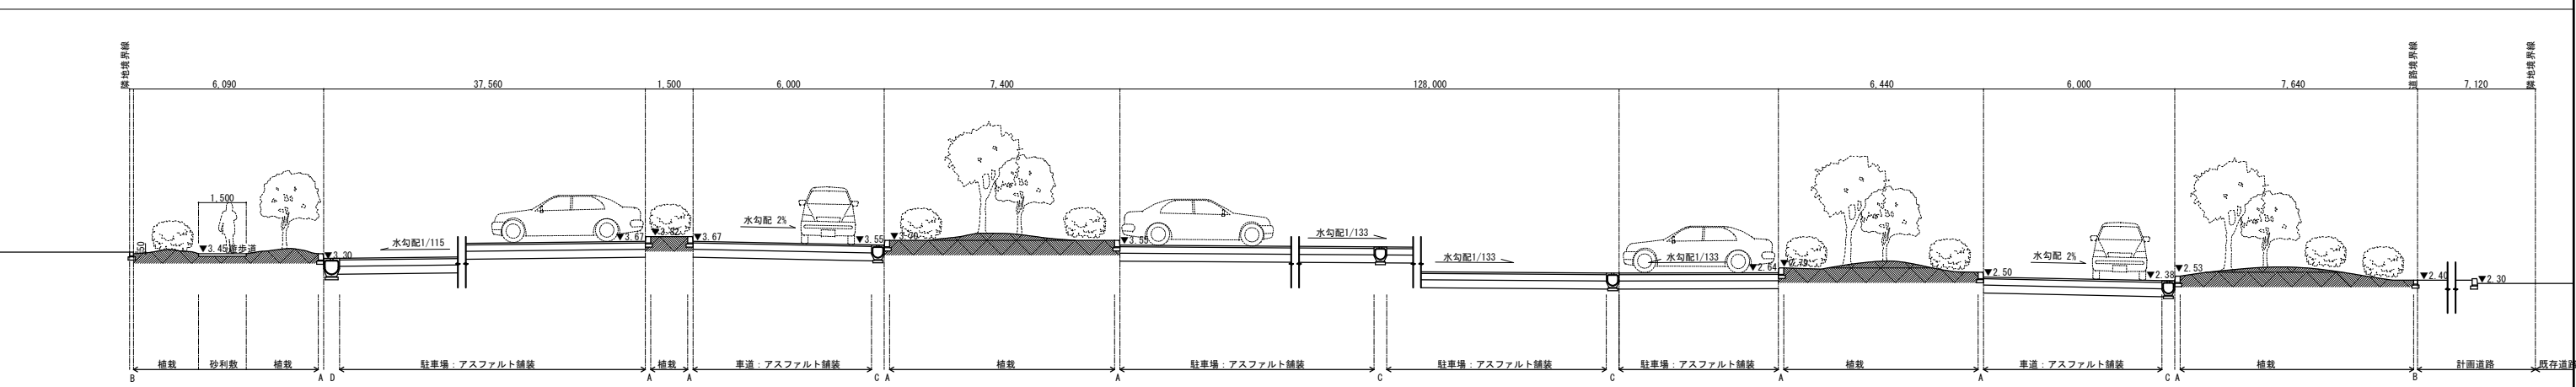 隣地境界線
道路境界線
隣地境界線
6,090
37,560
1,500
6,000
7,400
128,000
6,440
6,000
7,640
7,120
1,500
▼3.45遊歩道
▼3.30
水勾配1/115
▼3.67
▼3.67
水勾配 2%
▼3.55
▼3.55
水勾配1/133
水勾配1/133
水勾配1/133
▼2.64
▼2.50
水勾配 2%
▼2.38
▼2.53
▼2.40
▼2.30
植栽
砂利敷
植栽
駐車場：アスファルト舗装
植栽
車道：アスファルト舗装
植栽
駐車場：アスファルト舗装
駐車場：アスファルト舗装
駐車場：アスファルト舗装
植栽
車道：アスファルト舗装
植栽
計画道路
既存道路
B A D A A C A A C C A A C A B